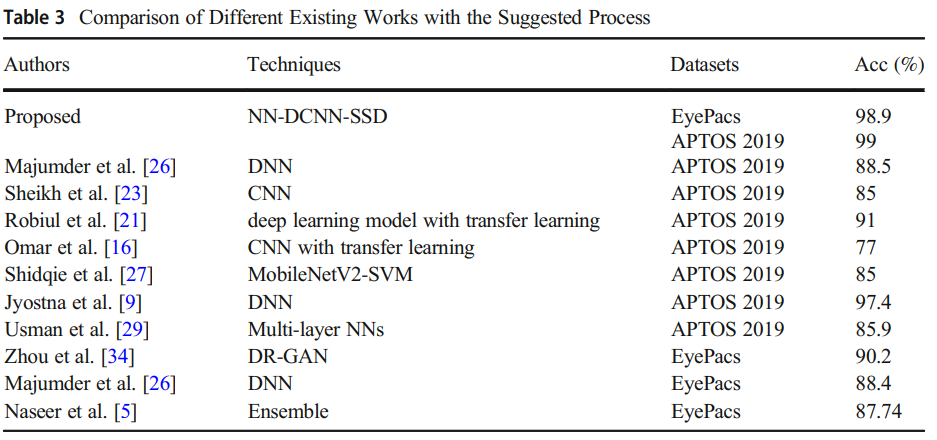 Table 3 Comparison of Different Existing Works with the Suggested Process
Authors Techniques Datasets Acc (%)
Proposed NN-DCNN-SSD EyePacs 98.9
APTOS 2019 99
Majumder et al. [26] DNN APTOS 2019 88.5
Sheikh et al. [23] CNN APTOS 2019 85
Robiul et al. [21] deep learning model with transfer learning APTOS 2019 91
Omar et al. [16] CNN with transfer learning APTOS 2019 77
Shidqie et al. [27] MobileNetV2-SVM APTOS 2019 85
Jyostna et al. [9] DNN APTOS 2019 97.4
Usman et al. [29] Multi-layer NNs APTOS 2019 85.9
Zhou et al. [34] DR-GAN EyePacs 90.2
Majumder et al. [26] DNN EyePacs 88.4
Naseer et al. [5] Ensemble EyePacs 87.74